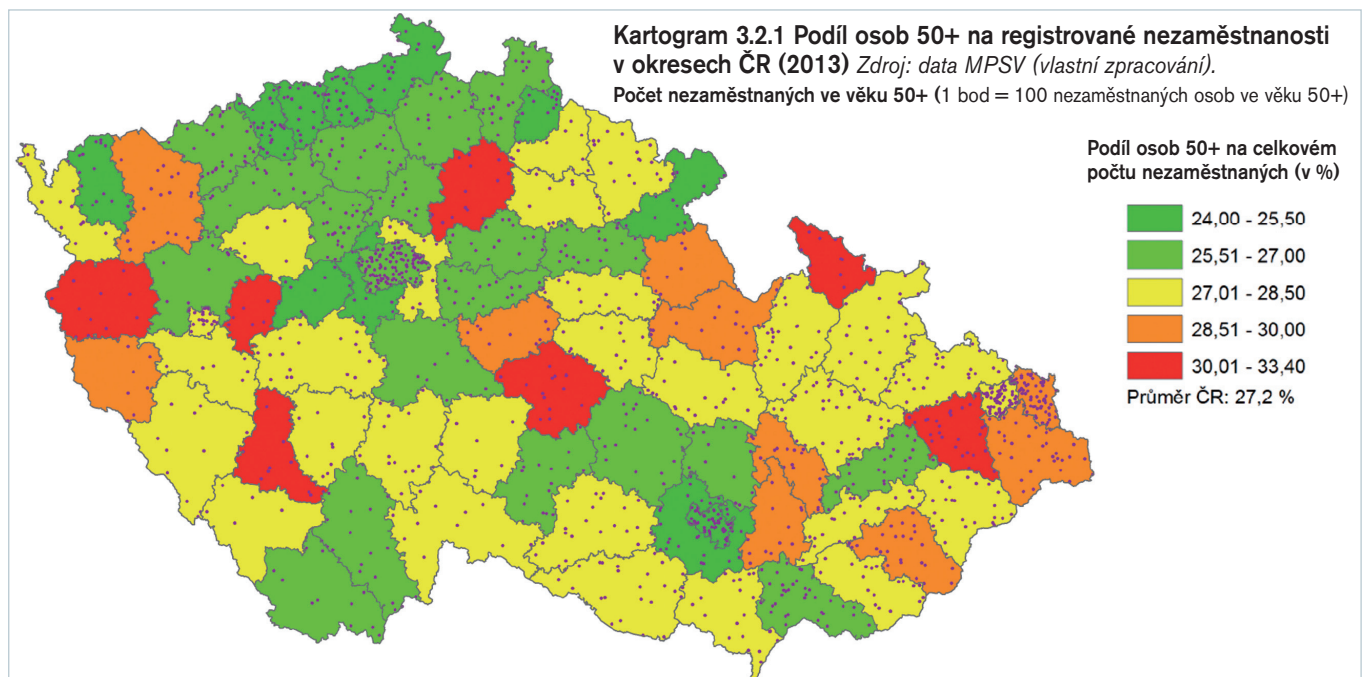 Kartogram 3.2.1 Podíl osob 50+ na registrované nezaměstnanosti
v okresech ČR (2013) Zdroj: data MPSV (vlastní zpracování).
Počet nezaměstnaných ve věku 50+ (1 bod = 100 nezaměstnaných osob ve věku 50+)
Podíl osob 50+ na celkovém
počtu nezaměstnaných (v %)
24,00 - 25,50
25,51 - 27,00
27,01 - 28,50
28,51 - 30,00
30,01 - 33,40
Průměr ČR: 27,2 %